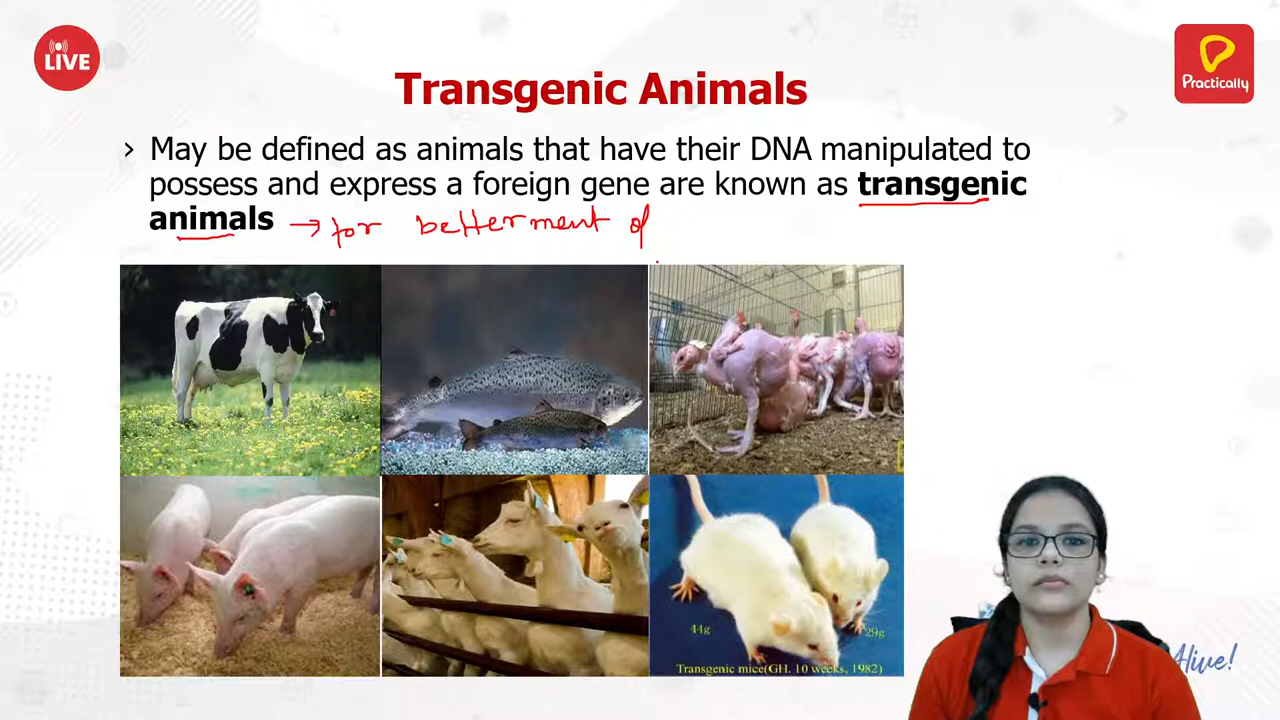 LIVE
Practically
Transgenic Animals
› May be defined as animals that have their DNA manipulated to
possess and express a foreign gene are known as transgenic
animals → for betterment of
44g
29g
Transgenic mice(GH. 10 weeks, 1982)
Alive!